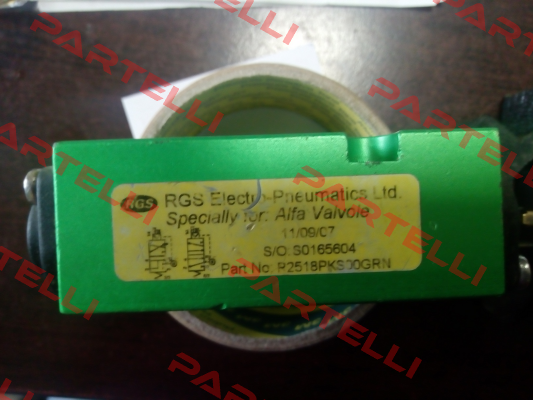 PARTELLI
PARTELLI
PARTELLI
RGS RGS Electro-Pneumatics Ltd.
Specially for: Alfa Valvole
11/09/07
S/O.S0165604
Part No. R2518PKS00GRN
PARTELLI
PARTELLI
PARTELLI